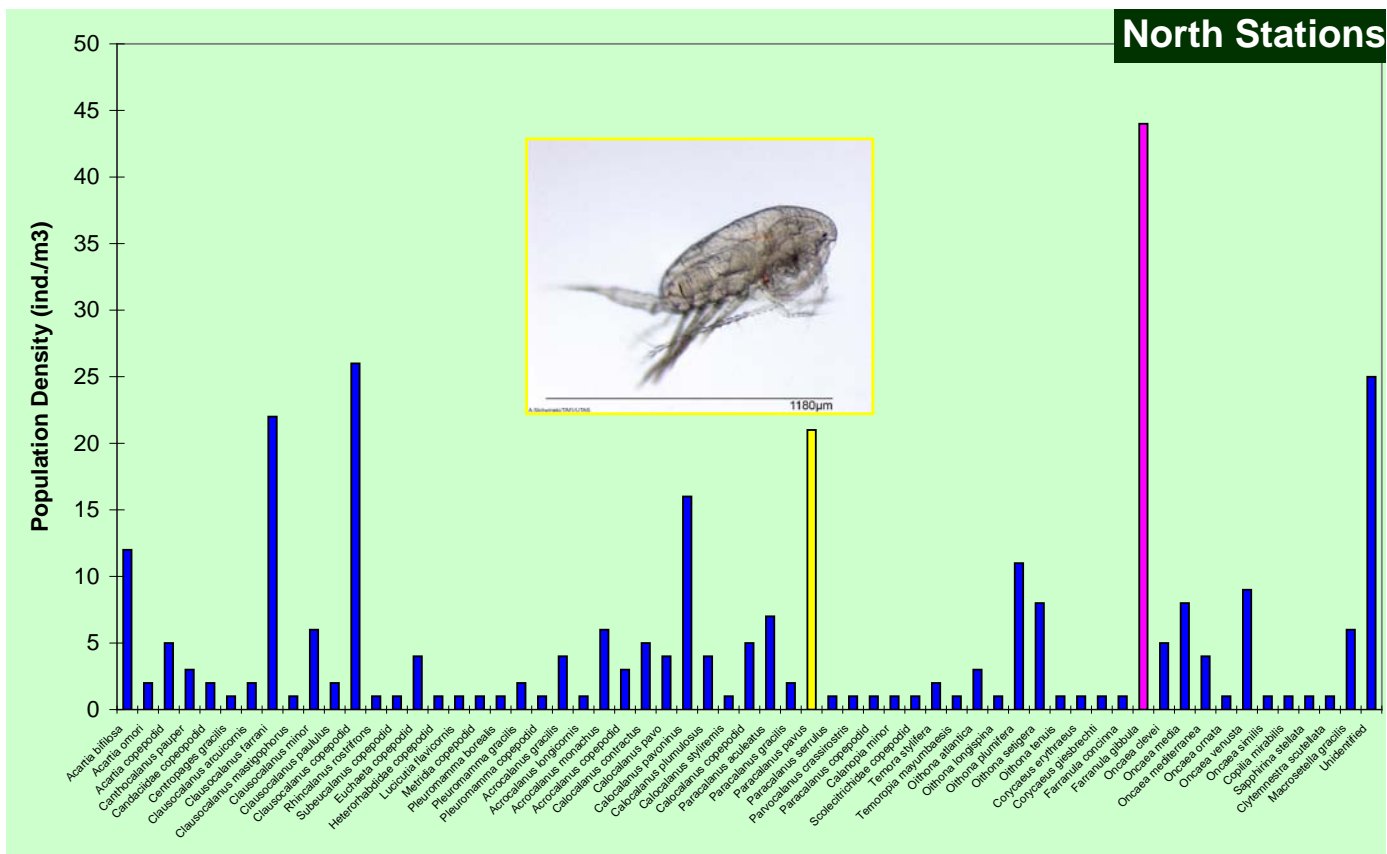 North Stations
Population Density (ind./m3)
50
45
40
35
30
25
20
15
10
5
0
1180µm
Acartia bifilosa
Acartia omori
Acartia copepodid
Canthocalanus pauper
Candaciidae copeopodid
Centropages gracilis
Clausocalanus arcuicornis
Clausocalanus farrani
Clausocalanus mastigophorus
Clausocalanus minor
Clausocalanus paululus
Clausocalanus copepodid
Rhincalanus rostrifrons
Subeucalanus copepodid
Euchaeta copepodid
Heterorhabdidae copepodid
Lucicutia flavicornis
Metridia copepodid
Pleuromamma borealis
Pleuromamma gracilis
Pleuromamma copepodid
Acrocalanus gracilis
Acrocalanus longicornis
Acrocalanus monachus
Acrocalanus copepodid
Calocalanus contractus
Calocalanus pavo
Calocalanus pavoninus
Calocalanus plumulosus
Calocalanus styliremis
Calocalanus copepodid
Paracalanus aculeatus
Paracalanus gracilis
Paracalanus pavus
Paracalanus serrulus
Parvocalanus crassirostris
Paracalanus copepodid
Calanopia minor
Scolecitrichidae copepodid
Temora stylifera
Temoropia mayumbaesis
Oithona atlantica
Oithona longispina
Oithona plumifera
Oithona setigera
Oithona tenuis
Corycaeus erythraeus
Corycaeus giesbrechti
Farranula concinna
Farranula gibbula
Oncaea clevei
Oncaea media
Oncaea mediterranea
Oncaea ornata
Oncaea venusta
Oncaea similis
Copilia mirabilis
Sapphirina stellata
Clytemnestra scutellata
Macrosetella gracilis
Unidentified